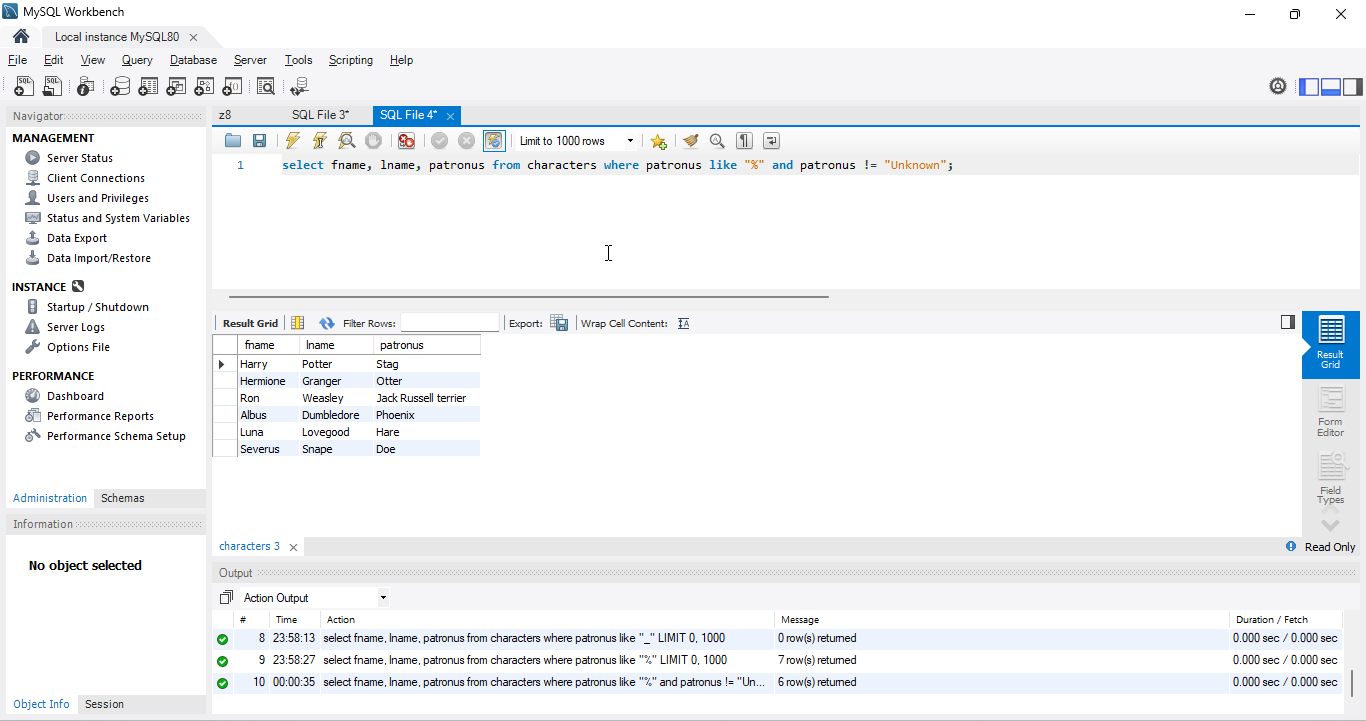 MySQL Workbench
Local instance MySQL80
File Edit View Query Database Server Tools Scripting Help
Navigator
MANAGEMENT
Server Status
Client Connections
Users and Privileges
Status and System Variables
Data Export
Data Import/Restore
INSTANCE
Startup / Shutdown
Server Logs
Options File
PERFORMANCE
Dashboard
Performance Reports
Performance Schema Setup
Administration Schemas
Information
No object selected
Object Info Session
z8 SQL File 3* SQL File 4*
Limit to 1000 rows
1 select fname, lname, patronus from characters where patronus like "%" and patronus != "Unknown";
Result Grid Filter Rows: Export: Wrap Cell Content:
fname lname patronus
Harry Potter Stag
Hermione Granger Otter
Ron Weasley Jack Russell terrier
Albus Dumbledore Phoenix
Luna Lovegood Hare
Severus Snape Doe
Result
Grid
Form
Editor
Field
Types
characters 3 Read Only
Output
Action Output
# Time Action Message Duration / Fetch
8 23:58:13 select fname, lname, patronus from characters where patronus like "_" LIMIT 0, 1000 0 row(s) returned 0.000 sec / 0.000 sec
9 23:58:27 select fname, lname, patronus from characters where patronus like "%" LIMIT 0, 1000 7 row(s) returned 0.000 sec / 0.000 sec
10 00:00:35 select fname, lname, patronus from characters where patronus like "%" and patronus != "Un... 6 row(s) returned 0.000 sec / 0.000 sec